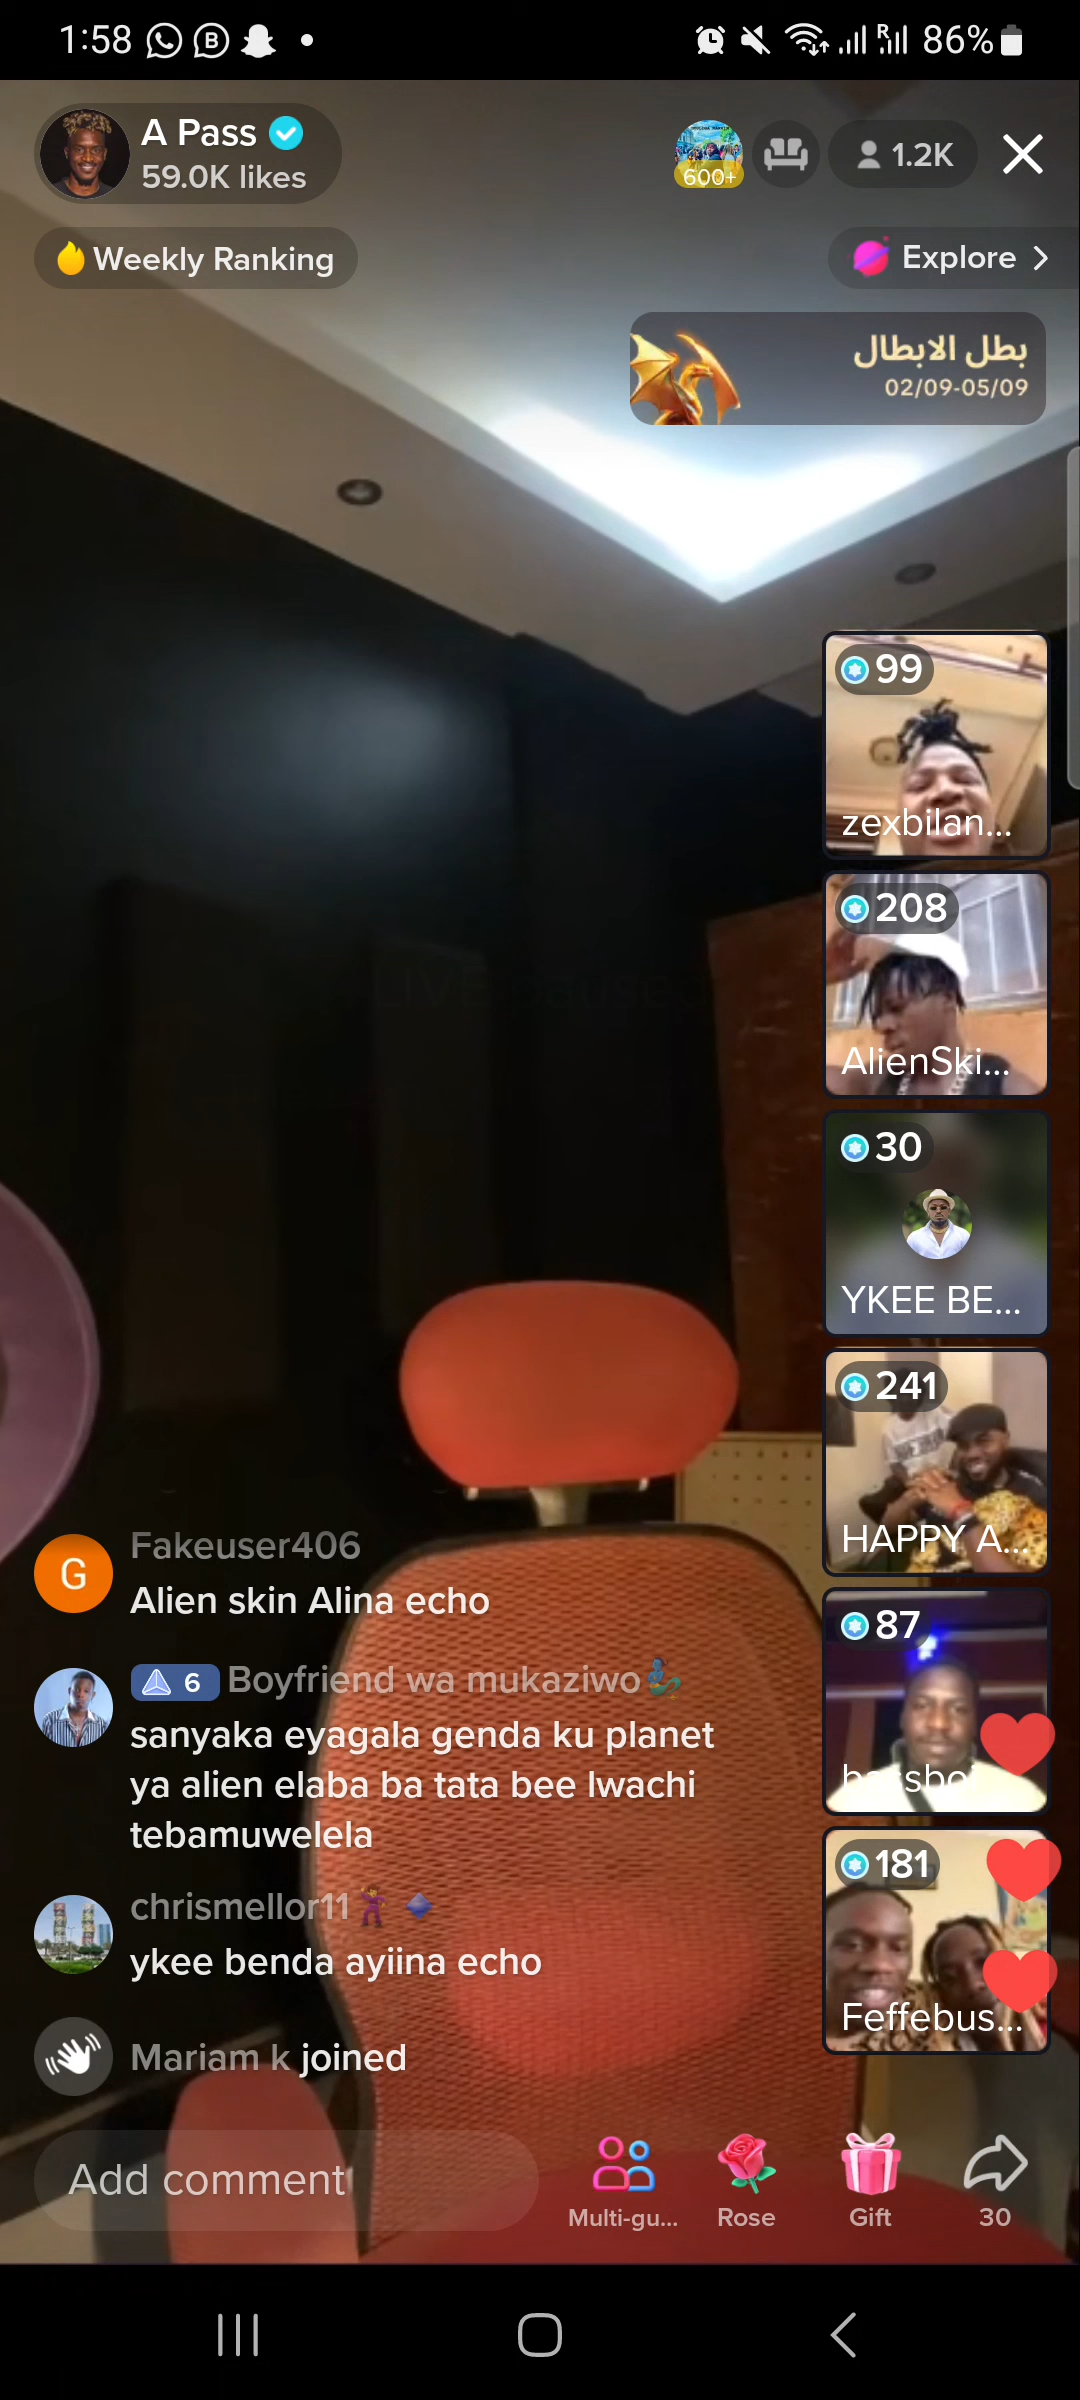 1:58
86%
A Pass
59.0K likes
600+
1.2K
Weekly Ranking
Explore
بطل الابطال
02/09-05/09
99
zexbilan...
208
AlienSki...
30
YKEE BE...
241
HAPPY A...
87
181
Feffebus...
Fakeuser406
G
Alien skin Alina echo
6 Boyfriend wa mukaziwo
sanyaka eyagala genda ku planet
ya alien elaba ba tata bee lwachi
tebamuwelela
chrismellor11
ykee benda ayiina echo
Mariam k joined
Add comment
Multi-gu...
Rose
Gift
30